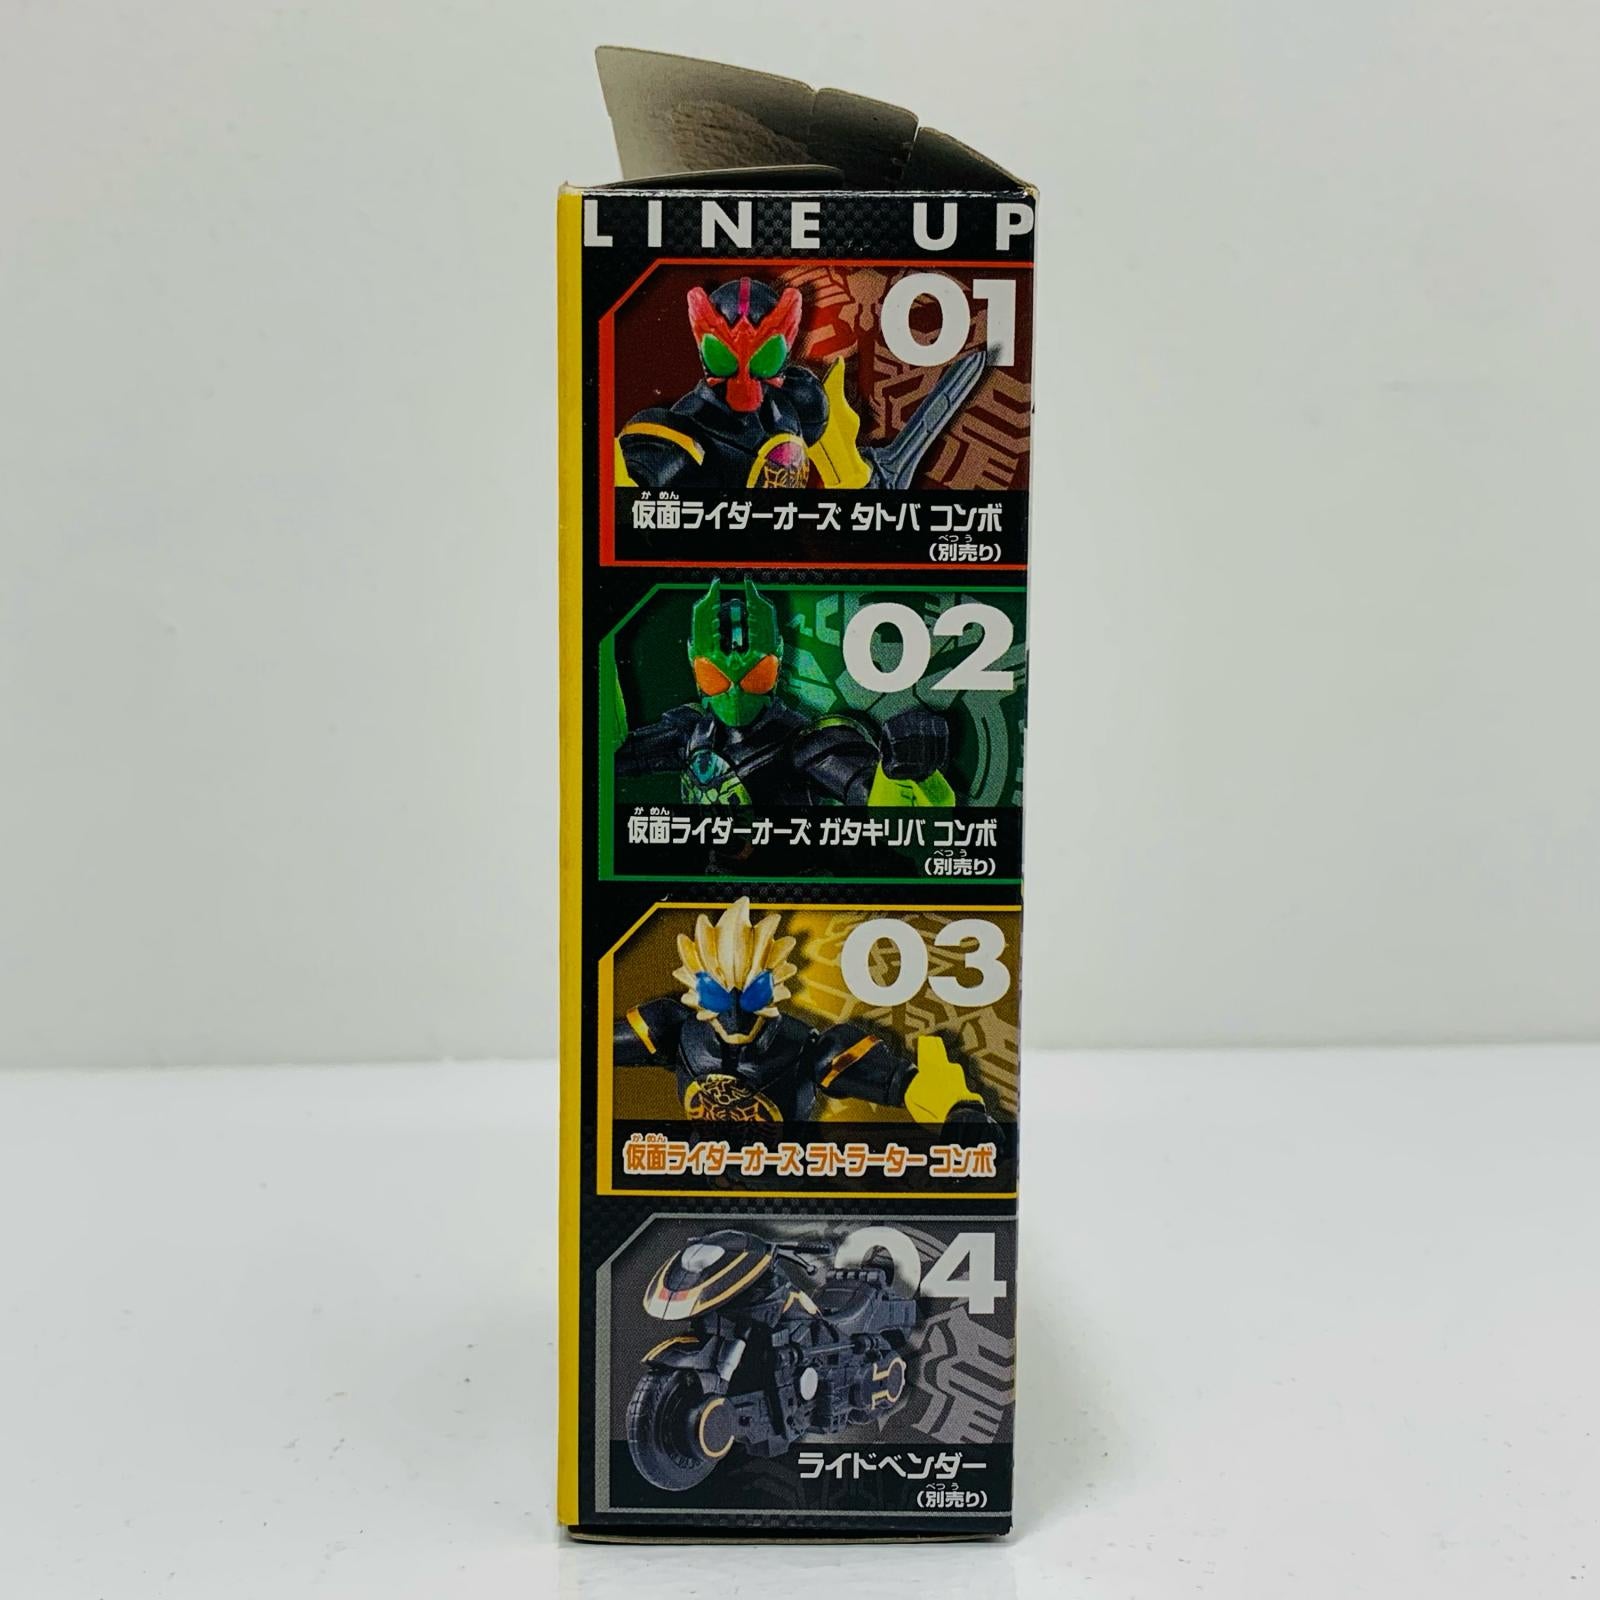 LINE UP
01
かめん
仮面ライダーオーズ タトバ コンボ
べつ う
(別売り)
02
かめん
仮面ライダーオーズ ガタキリバ コンボ
べつ う
(別売り)
03
かめん
仮面ライダーオーズ ラトラーター コンボ
04
ライドベンダー
べつ う
(別売り)